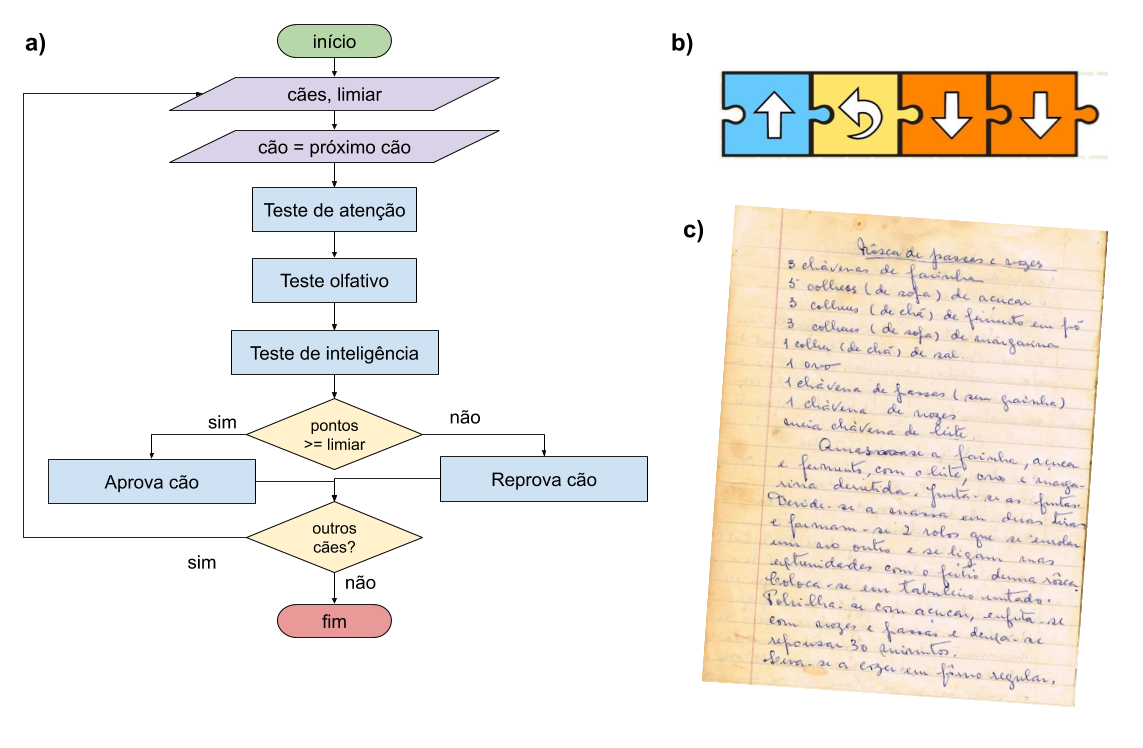 a)
início
cães, limiar
cão = próximo cão
Teste de atenção
Teste olfativo
Teste de inteligência
pontos
>= limiar
sim
não
Aprova cão
Reprova cão
outros
cães?
sim
não
fim
b)
c)
Rôsca de passas e nozes
3 chávenas de farinha
5 colheres (de sopa) de açucar
3 colheres (de chá) de fermento em pó
3 colheres (de sopa) de margarina
1 colher (de chá) de sal.
1 ovo
1 chávena de passas (sem grainha)
1 chávena de nozes
meia chávena de leite.
a farinha, açucar
e fermento, com o leite, ovo e marga-
rina derretida. Junta-se as frutas.
Divide-se a massa em duas tiras
e formam-se 2 rolos que se enrolam
um no outro e se ligam nas
extremidades com o feitio duma rôsca.
Coloca-se em tabuleiro untado.
Polvilha-se com açucar, enfeita-se
com nozes e passas e deixa-se
repousar 30 minutos.
Leva-se a cozer em fôrno regular.